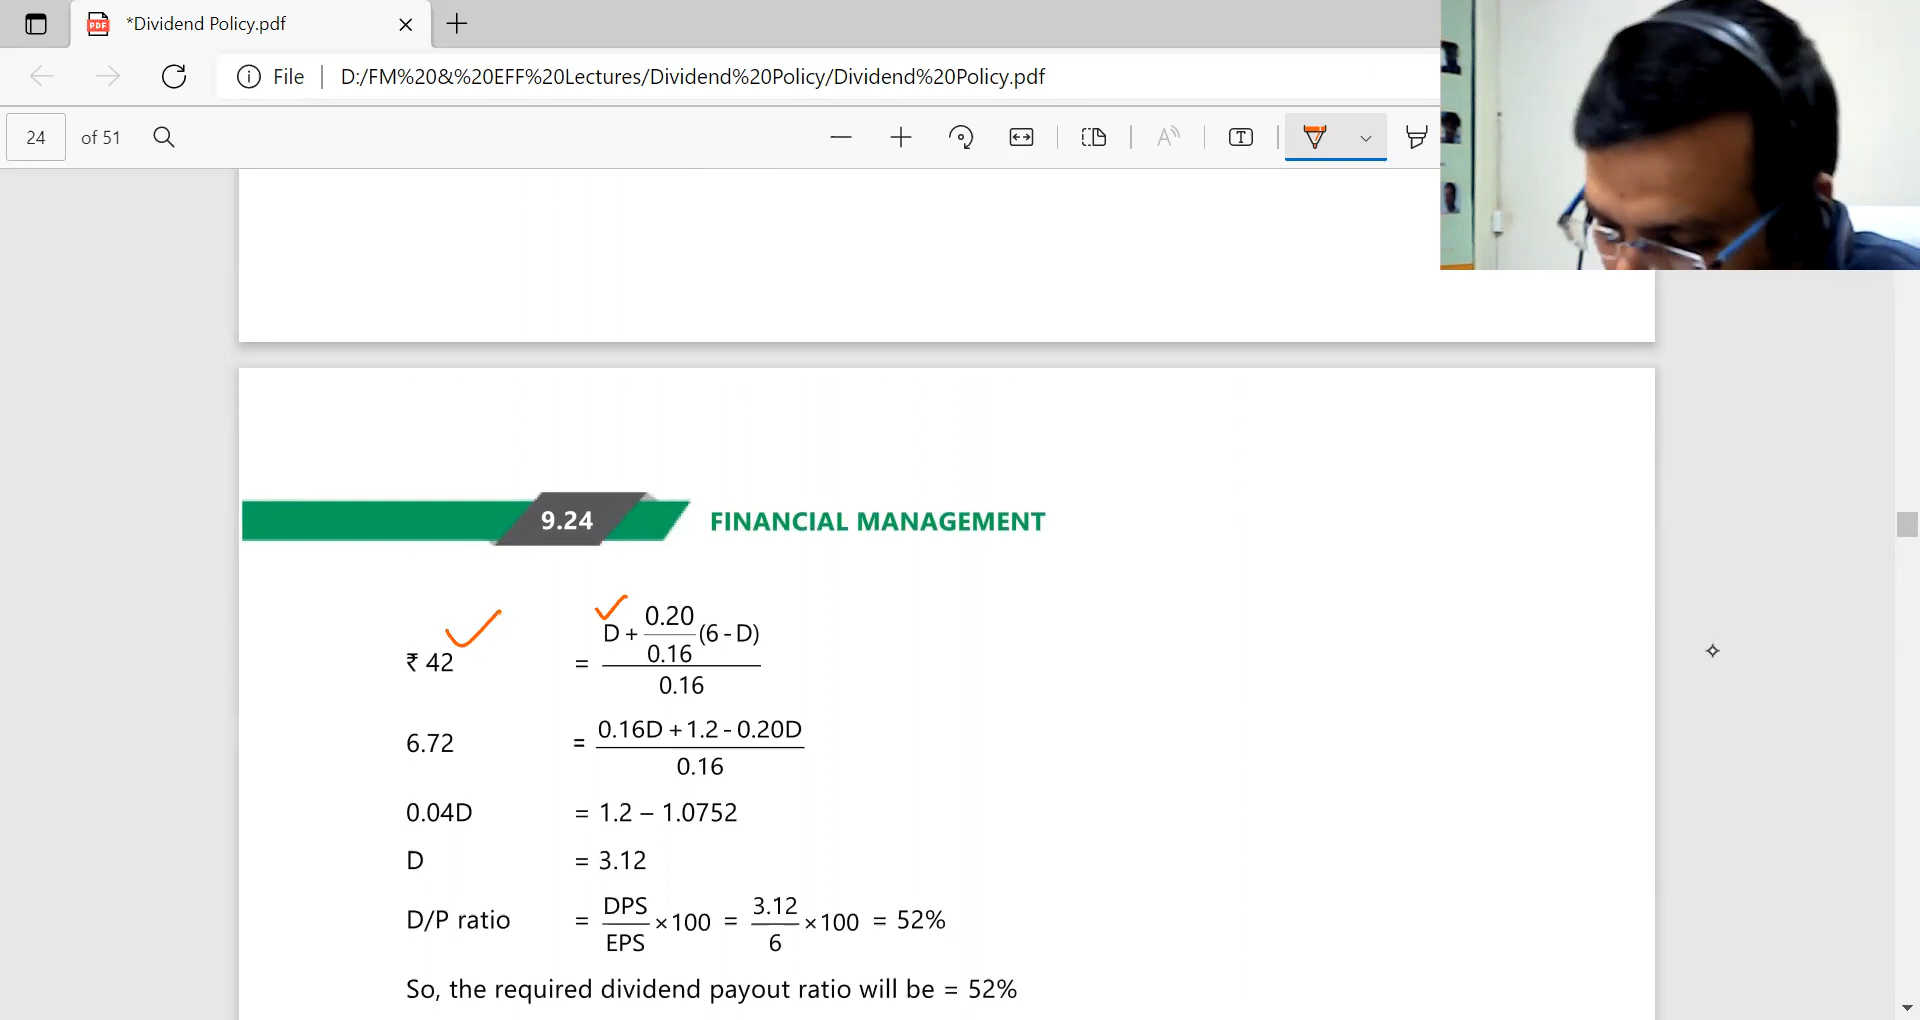 *Dividend Policy.pdf
File | D:/FM%20&%20EFF%20Lectures/Dividend%20Policy/Dividend%20Policy.pdf
24 of 51
9.24 FINANCIAL MANAGEMENT
₹ 42 = (D + (0.20/0.16)(6 - D))/0.16
6.72 = (0.16D + 1.2 - 0.20D)/0.16
0.04D = 1.2 – 1.0752
D = 3.12
D/P ratio = DPS/EPS ×100 = 3.12/6 ×100 = 52%
So, the required dividend payout ratio will be = 52%